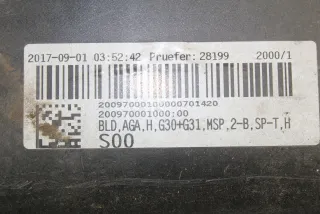 2017-09-01 03:52:42 Pruefer:28199 2000/1
20097000100000701420
200970001000:00
BLD,AGA,H,G30+G31,MSP,2-B,SP-T,H
S00